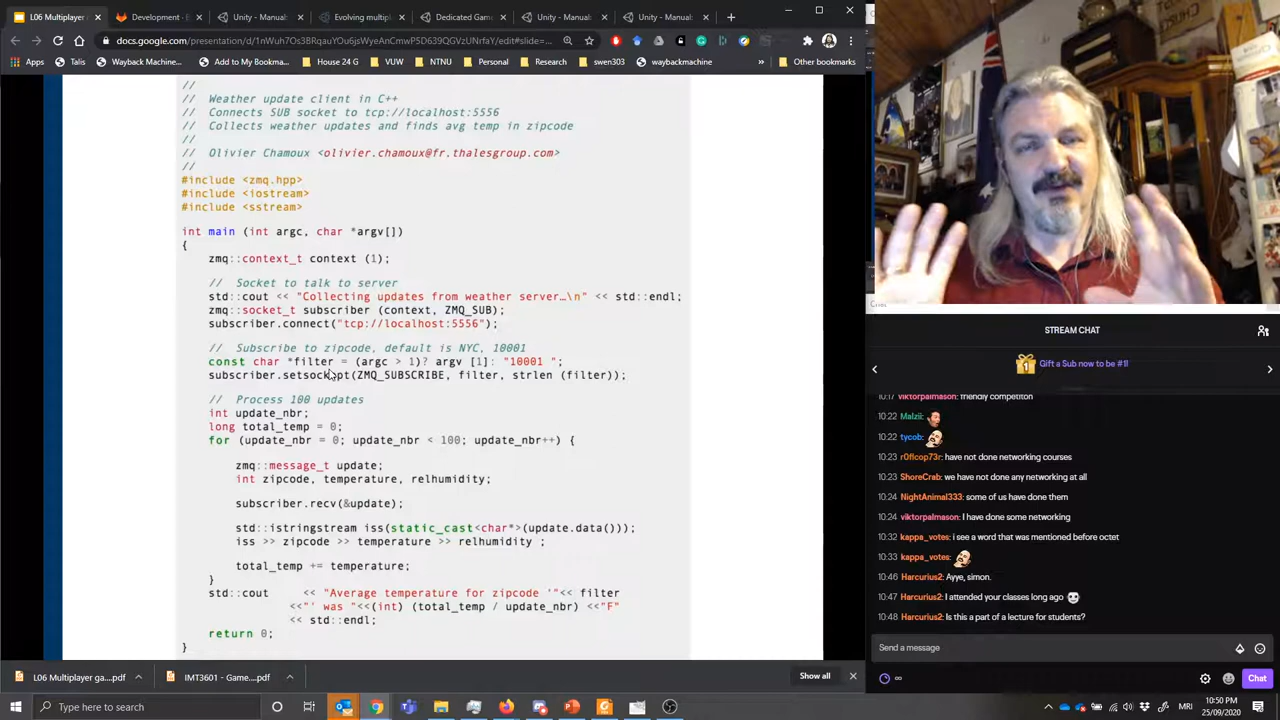 L06 Multiplayer
Development · E
Evolving multipl
Dedicated Game
Unity - Manual:
Unity - Manual:
Unity - Manual:
docs.google.com/presentation/d/1nWuh7Os3BRqauYOu6jsWyeAnCmwPSD639QGVzUNrfaY/edit#slide=...
Apps
Talis
Wayback Machin...
Add to My Bookma...
House 24 G
VUW
NTNU
Personal
Research
swen303
waybackmachine
»
Other bookmarks
//
// Weather update client in C++
// Connects SUB socket to tcp://localhost:5556
// Collects weather updates and finds avg temp in zipcode
//
// Olivier Chamoux <olivier.chamoux@fr.thalesgroup.com>
//
#include <zmq.hpp>
#include <iostream>
#include <sstream>
int main (int argc, char *argv[])
{
zmq::context_t context (1);
// Socket to talk to server
std::cout << "Collecting updates from weather server…\n" << std::endl;
zmq::socket_t subscriber (context, ZMQ_SUB);
subscriber.connect("tcp://localhost:5556");
// Subscribe to zipcode, default is NYC, 10001
const char *filter = (argc > 1)? argv [1]: "10001 ";
subscriber.setsockopt(ZMQ_SUBSCRIBE, filter, strlen (filter));
// Process 100 updates
int update_nbr;
long total_temp = 0;
for (update_nbr = 0; update_nbr < 100; update_nbr++) {
zmq::message_t update;
int zipcode, temperature, relhumidity;
subscriber.recv(&update);
std::stringstream iss(static_cast<char*>(update.data()));
iss >> zipcode >> temperature >> relhumidity ;
total_temp += temperature;
}
std::cout << "Average temperature for zipcode '"<< filter
<<"' was "<<(int) (total_temp / update_nbr) <<"F"
<< std::endl;
return 0;
}
STREAM CHAT
Gift a Sub now to be #1!
10:17 viktorpalmason: friendly competiton
10:22 Malzii:
10:22 tycob:
10:23 r0flcop73r: have not done networking courses
10:23 ShoreCrab: we have not done any networking at all
10:24 NightAnimal333: some of us have done them
10:24 viktorpalmason: I have done some networking
10:32 kappa_votes: i see a word that was mentioned before octet
10:33 kappa_votes:
10:46 Harcurius2: Ayye, simon.
10:47 Harcurius2: I attended your classes long ago
10:48 Harcurius2: Is this a part of a lecture for students?
Send a message
∞
Chat
L06 Multiplayer ga....pdf
IMT3601 - Game....pdf
Show all
Type here to search
MRI
10:50 PM
25/09/2020